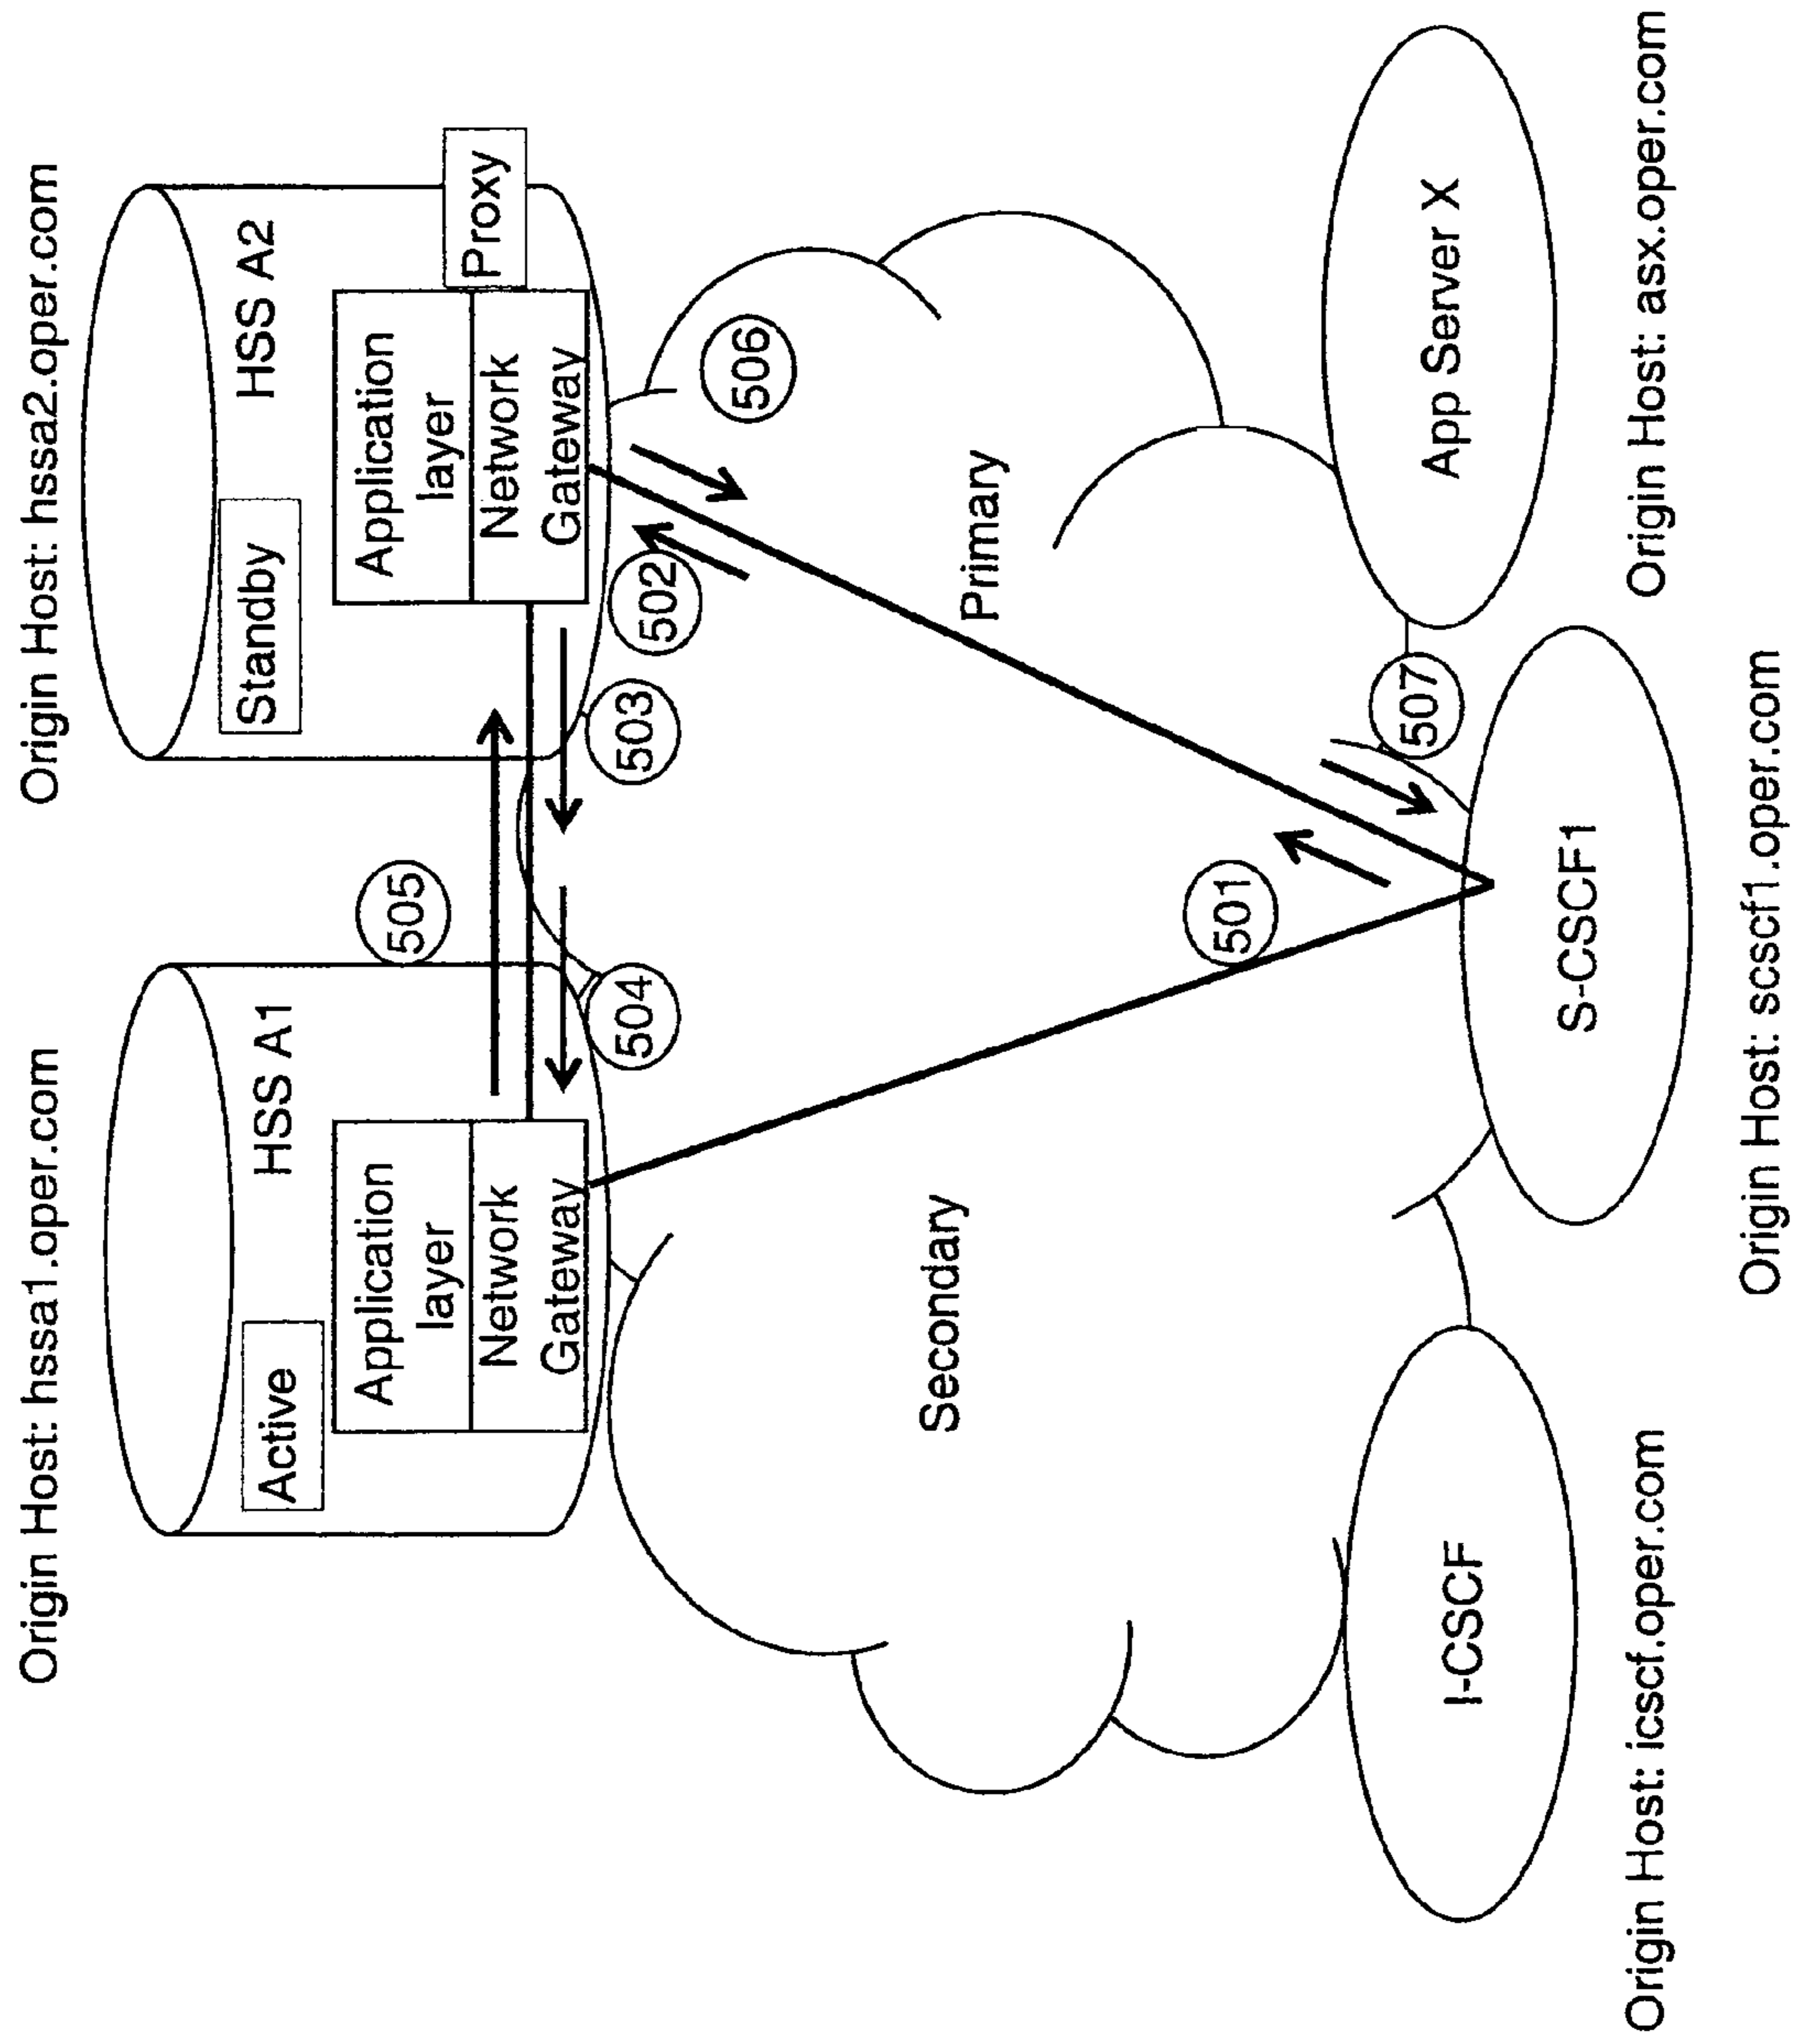 Origin Host: hssa1.oper.com
Origin Host: hssa2.oper.com
Active
HSS A1
Application
layer
Network
Gateway
505
Standby
HSS A2
Application
layer
Network
Gateway
Proxy
504
503
502
506
Secondary
Primary
501
507
I-CSCF
S-CSCF1
App Server X
Origin Host: icscf.oper.com
Origin Host: scscf1.oper.com
Origin Host: asx.oper.com